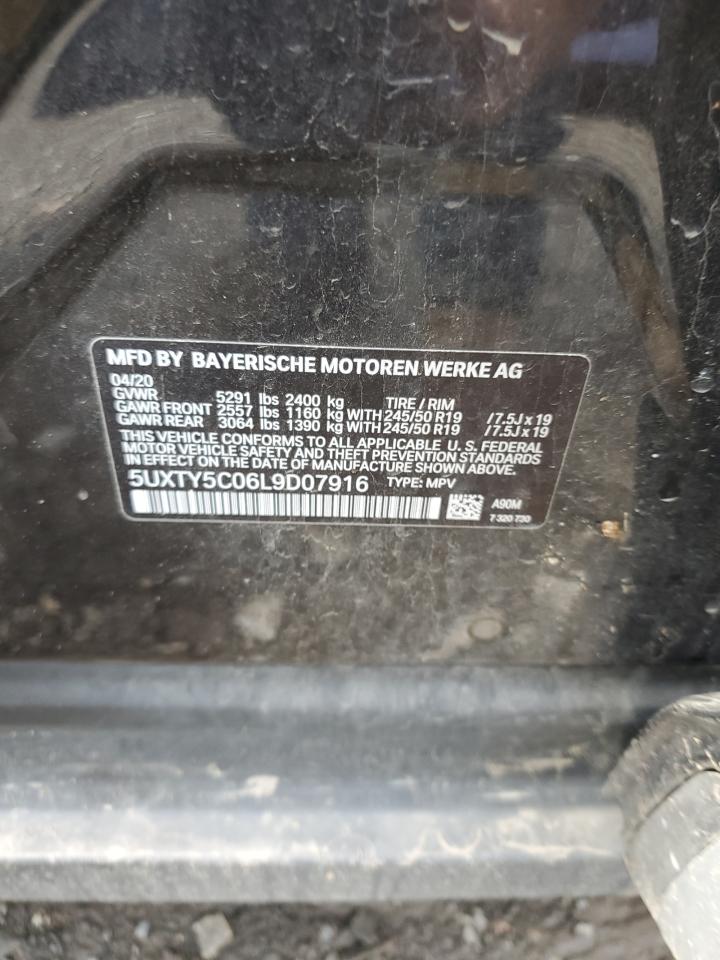 MFD BY BAYERISCHE MOTOREN WERKE AG
04/20
GVWR 5291 lbs 2400 kg TIRE / RIM
GAWR FRONT 2557 lbs 1160 kg WITH 245/50 R19 / 7.5J x 19
GAWR REAR 3064 lbs 1390 kg WITH 245/50 R19 / 7.5J x 19
THIS VEHICLE CONFORMS TO ALL APPLICABLE U. S. FEDERAL
MOTOR VEHICLE SAFETY AND THEFT PREVENTION STANDARDS
IN EFFECT ON THE DATE OF MANUFACTURE SHOWN ABOVE.
5UXTY5C06L9D07916 TYPE: MPV
A90M
7 320 730